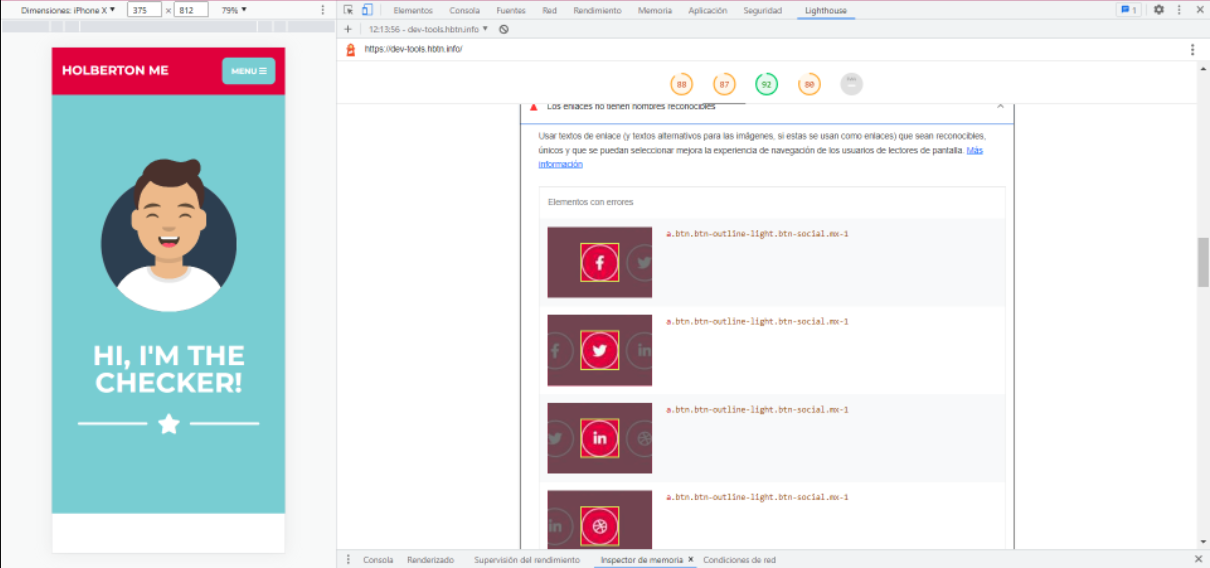 Dimensiones: iPhone X ▼ 375 × 812 79% ▼
Elementos Consola Fuentes Red Rendimiento Memoria Aplicación Seguridad Lighthouse 1
12:13:56 - dev-tools.hbtn.info ▼
https://dev-tools.hbtn.info/
88 87 92 80
HOLBERTON ME
MENU
HI, I'M THE
CHECKER!
Los enlaces no tienen nombres reconocibles
Usar textos de enlace (y textos alternativos para las imágenes, si estas se usan como enlaces) que sean reconocibles,
únicos y que se puedan seleccionar mejora la experiencia de navegación de los usuarios de lectores de pantalla. Más
información
Elementos con errores
a.btn.btn-outline-light.btn-social.mx-1
a.btn.btn-outline-light.btn-social.mx-1
a.btn.btn-outline-light.btn-social.mx-1
a.btn.btn-outline-light.btn-social.mx-1
Consola Renderizado Supervisión del rendimiento Inspector de memoria × Condiciones de red